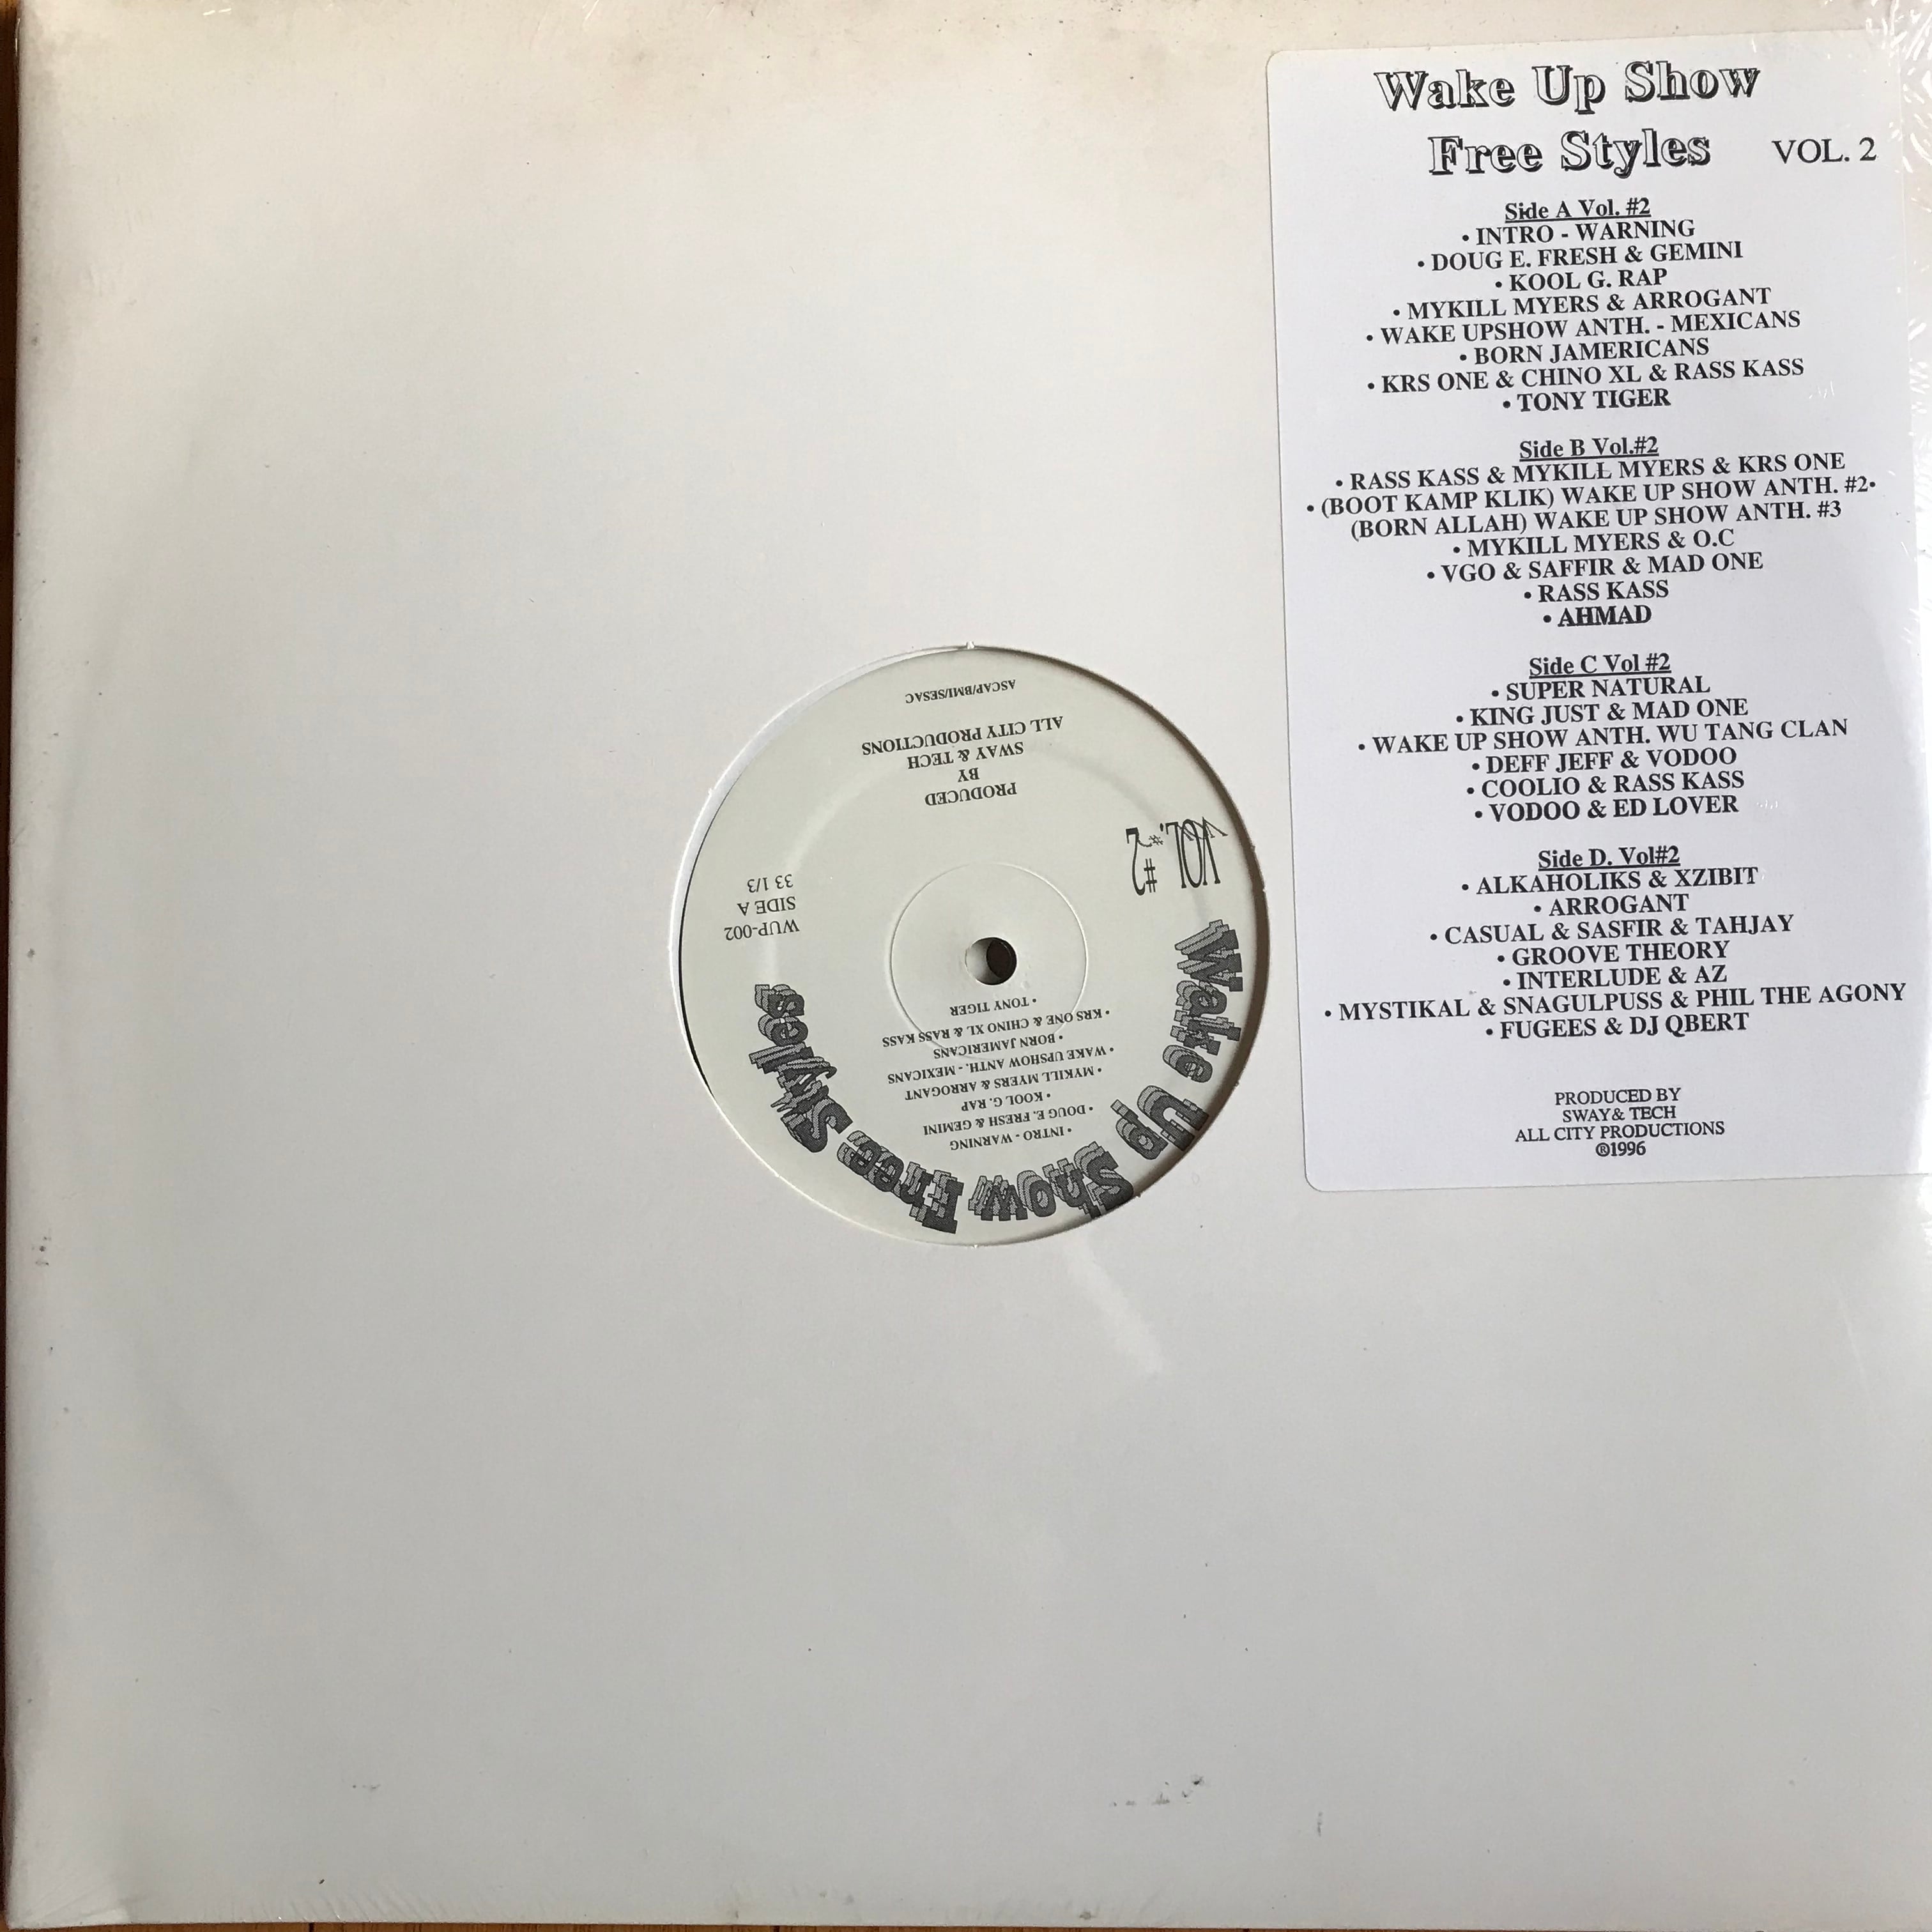 Wake Up Show
Free Styles VOL. 2
Side A Vol. #2
• INTRO - WARNING
• DOUG E. FRESH & GEMINI
• KOOL G. RAP
• MYKILL MYERS & ARROGANT
• WAKE UPSHOW ANTH. - MEXICANS
• BORN JAMERICANS
• KRS ONE & CHINO XL & RASS KASS
• TONY TIGER
Side B Vol.#2
• RASS KASS & MYKILL MYERS & KRS ONE
• (BOOT KAMP KLIK) WAKE UP SHOW ANTH. #2•
(BORN ALLAH) WAKE UP SHOW ANTH. #3
• MYKILL MYERS & O.C
• VGO & SAFFIR & MAD ONE
• RASS KASS
• AHMAD
Side C Vol #2
• SUPER NATURAL
• KING JUST & MAD ONE
• WAKE UP SHOW ANTH. WU TANG CLAN
• DEFF JEFF & VODOO
• COOLIO & RASS KASS
• VODOO & ED LOVER
Side D. Vol#2
• ALKAHOLIKS & XZIBIT
• ARROGANT
• CASUAL & SASFIR & TAHJAY
• GROOVE THEORY
• INTERLUDE & AZ
• MYSTIKAL & SNAGULPUSS & PHIL THE AGONY
• FUGEES & DJ QBERT
PRODUCED BY
SWAY& TECH
ALL CITY PRODUCTIONS
®1996
Wake Up Show Free Styles
• INTRO - WARNING
• DOUG E. FRESH & GEMINI
• KOOL G. RAP
• MYKILL MYERS & ARROGANT
• WAKE UPSHOW ANTH. - MEXICANS
• BORN JAMERICANS
• KRS ONE & CHINO XL & RASS KASS
• TONY TIGER
WUP-002
SIDE A
33 1/3
VOL. #2
PRODUCED
BY
SWAY & TECH
ALL CITY PRODUCTIONS
ASCAP/BMI/SESAC